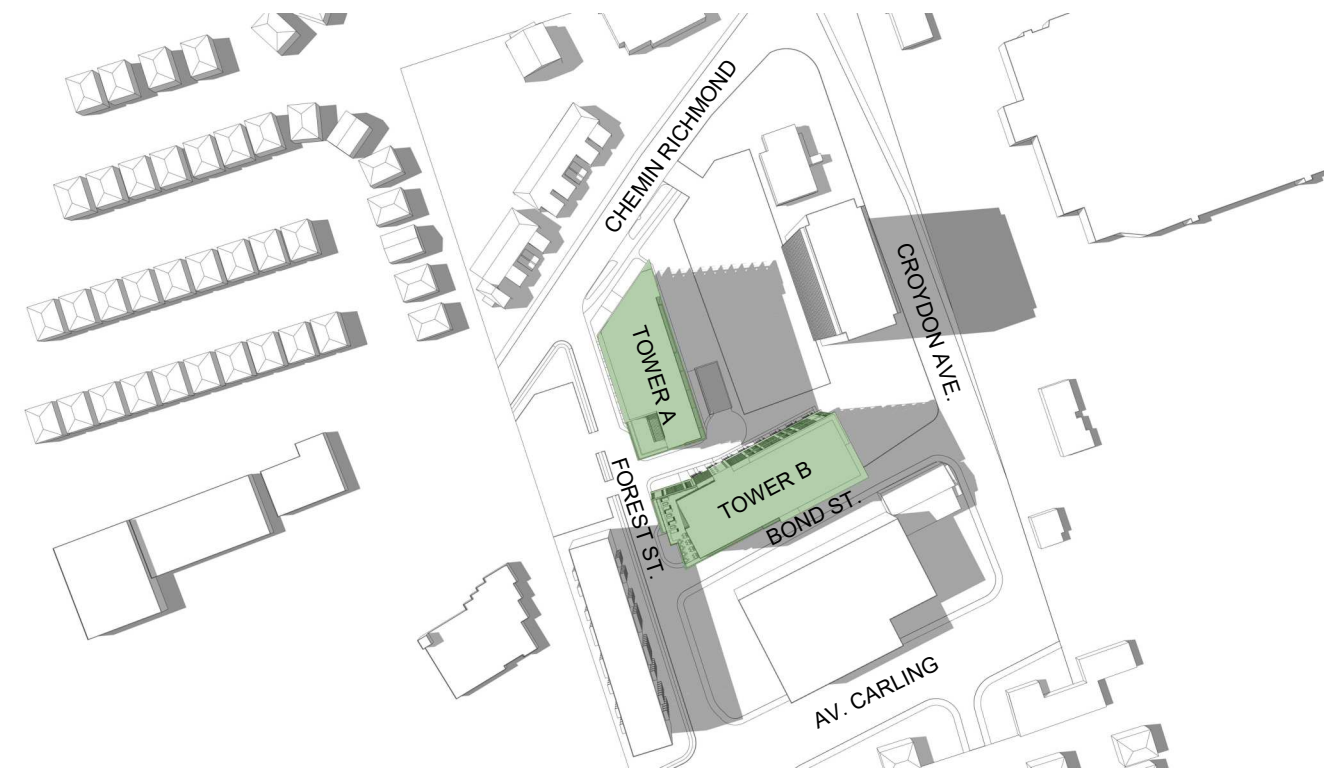 CHEMIN RICHMOND
CROYDON AVE.
TOWER A
TOWER B
FOREST ST.
BOND ST.
AV. CARLING